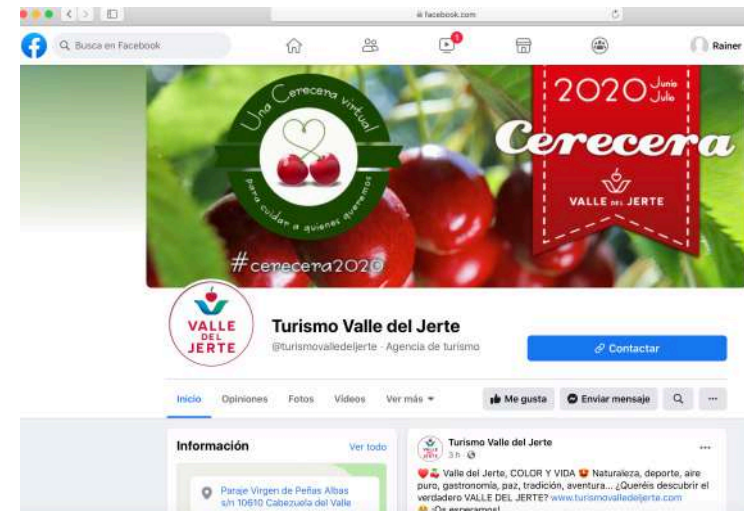 facebook.com
Busca en Facebook
1
Rainer
Una Cerecera virtual
para cuidar a quienes queremos
#cerecera2020
2020 Junio
Julio
Cerecera
VALLE DEL JERTE
VALLE
DEL
JERTE
Turismo Valle del Jerte
@turismovalledeljerte · Agencia de turismo
Contactar
Inicio Opiniones Fotos Vídeos Ver más
Me gusta Enviar mensaje
Información Ver todo
Paraje Virgen de Peñas Albas
s/n 10610 Cabezuela del Valle
Turismo Valle del Jerte
3 h
Valle del Jerte, COLOR Y VIDA Naturaleza, deporte, aire
puro, gastronomía, paz, tradición, aventura... ¿Queréis descubrir el
verdadero VALLE DEL JERTE? www.turismovalledeljerte.com
¡Os esperamos!